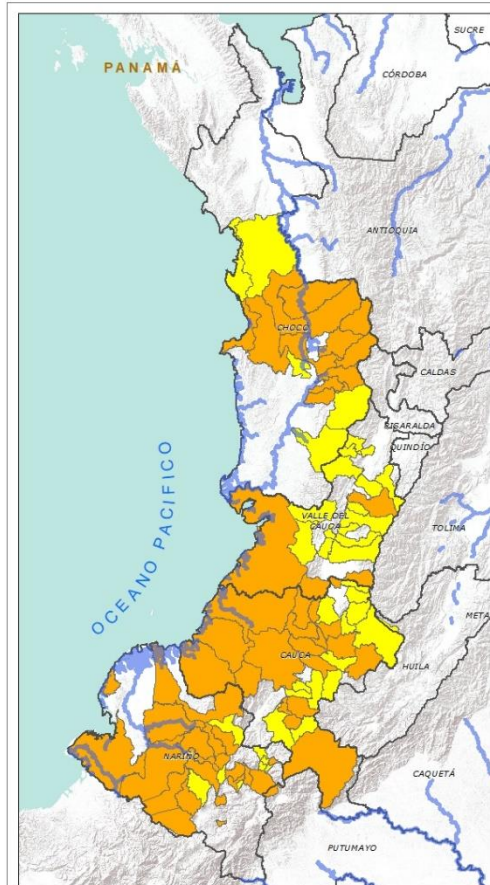 SUCRE
PANAMÁ
CÓRDOBA
ANTIOQUIA
CHOCÓ
CALDAS
RISARALDA
QUINDÍO
OCEANO PACÍFICO
VALLE DEL
CAUCA
TOLIMA
META
CAUCA
HUILA
NARIÑO
CAQUETÁ
PUTUMAYO